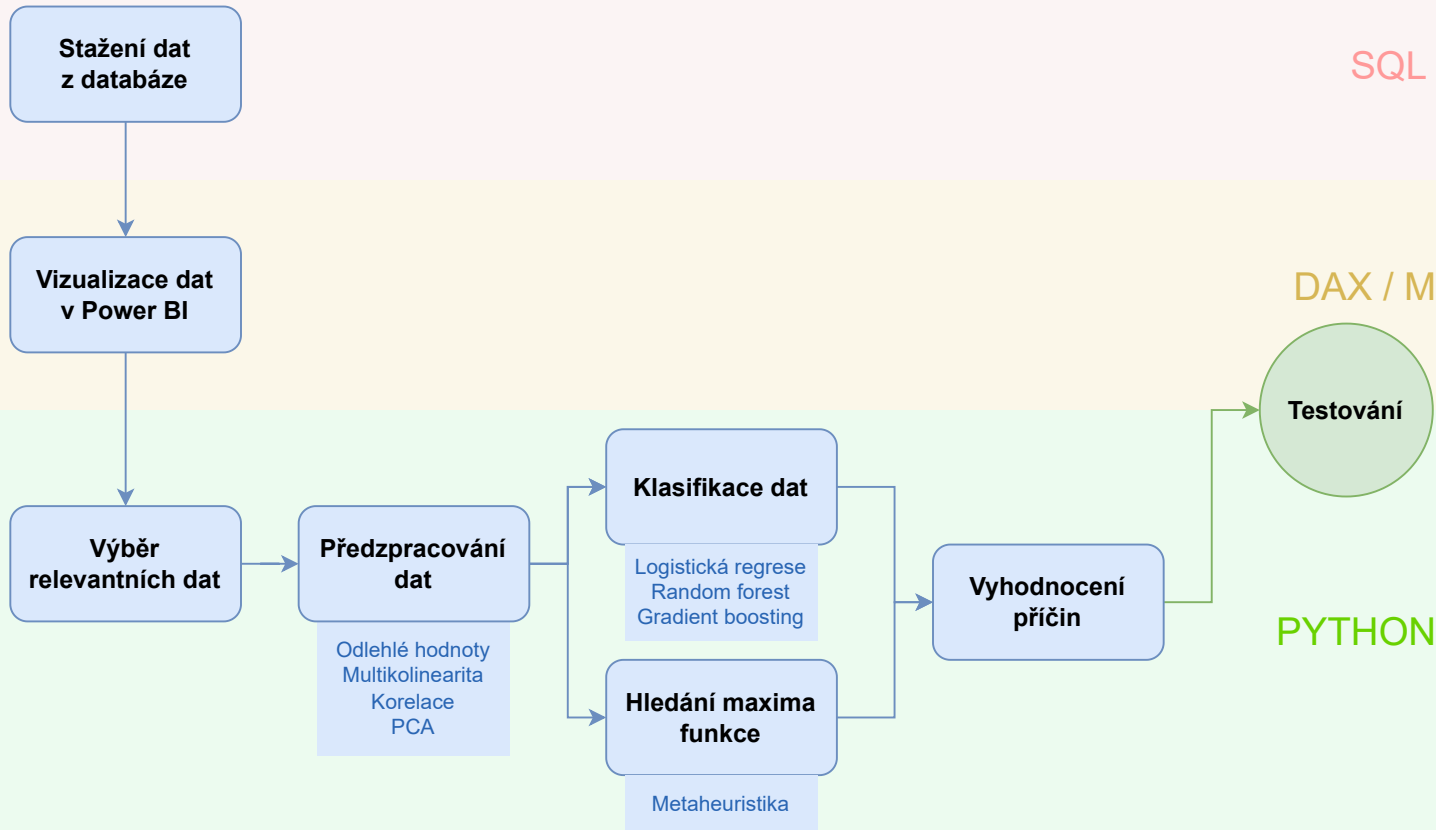 Stažení dat
z databáze
SQL
Vizualizace dat
v Power BI
DAX / M
Testování
Výběr
relevantních dat
Předzpracování
dat
Odlehlé hodnoty
Multikolinearita
Korelace
PCA
Klasifikace dat
Logistická regrese
Random forest
Gradient boosting
Hledání maxima
funkce
Metaheuristika
Vyhodnocení
příčin
PYTHON